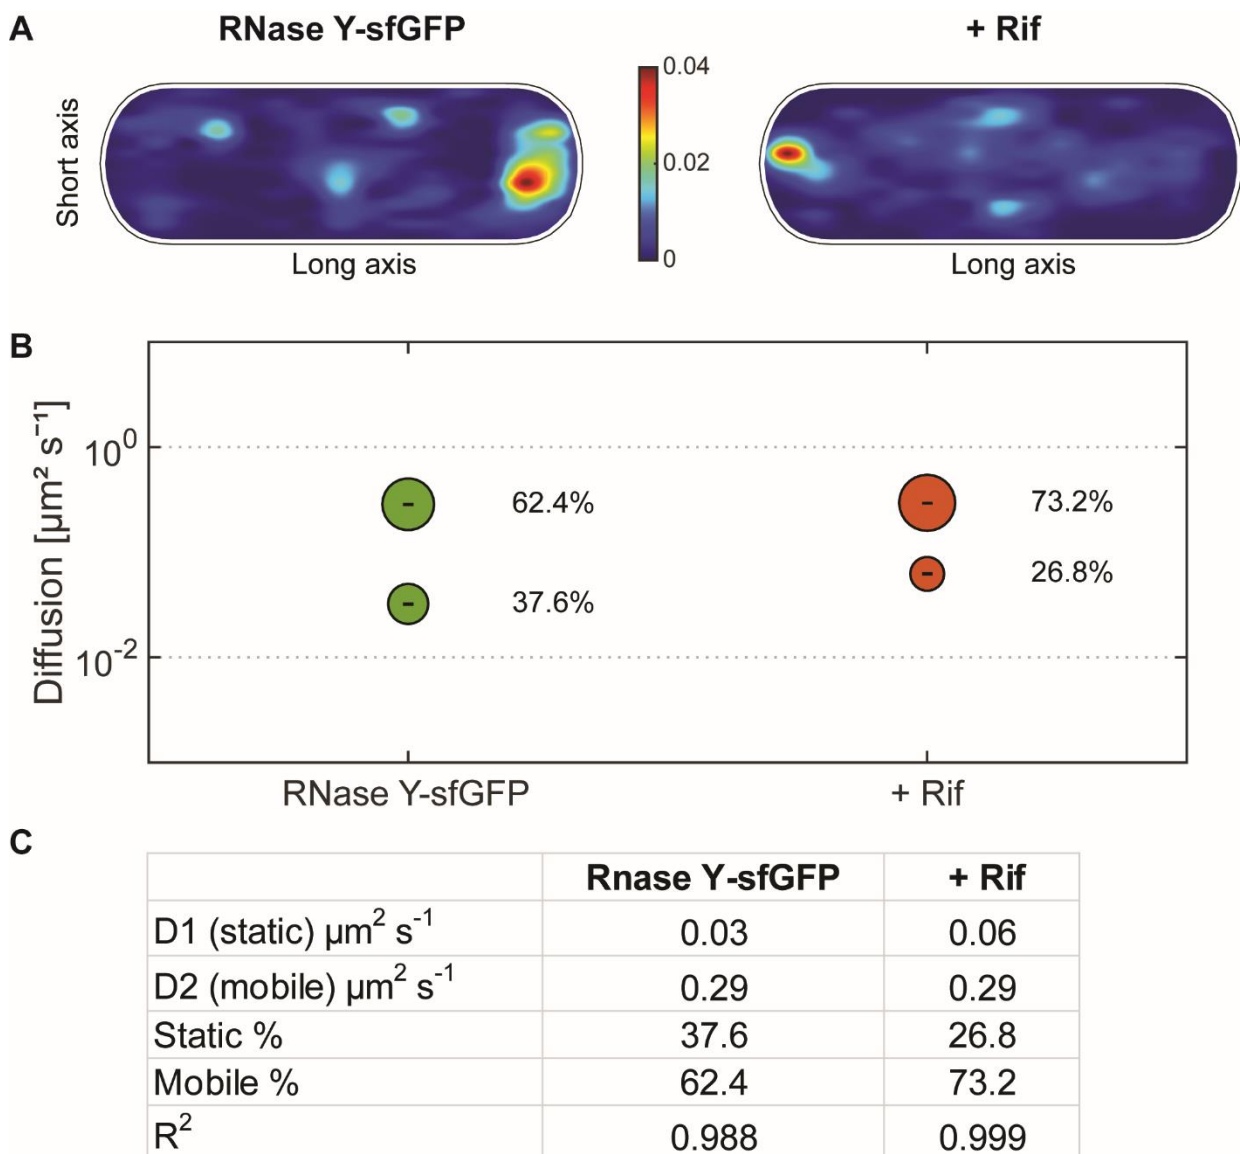 A
RNase Y-sfGFP
+ Rif
0.04
0.02
0
Short axis
Long axis
Long axis
B
Diffusion [µm² s⁻¹]
10⁰
10⁻²
62.4%
73.2%
37.6%
26.8%
RNase Y-sfGFP
+ Rif
C
Rnase Y-sfGFP + Rif
D1 (static) µm² s⁻¹ 0.03 0.06
D2 (mobile) µm² s⁻¹ 0.29 0.29
Static % 37.6 26.8
Mobile % 62.4 73.2
R² 0.988 0.999